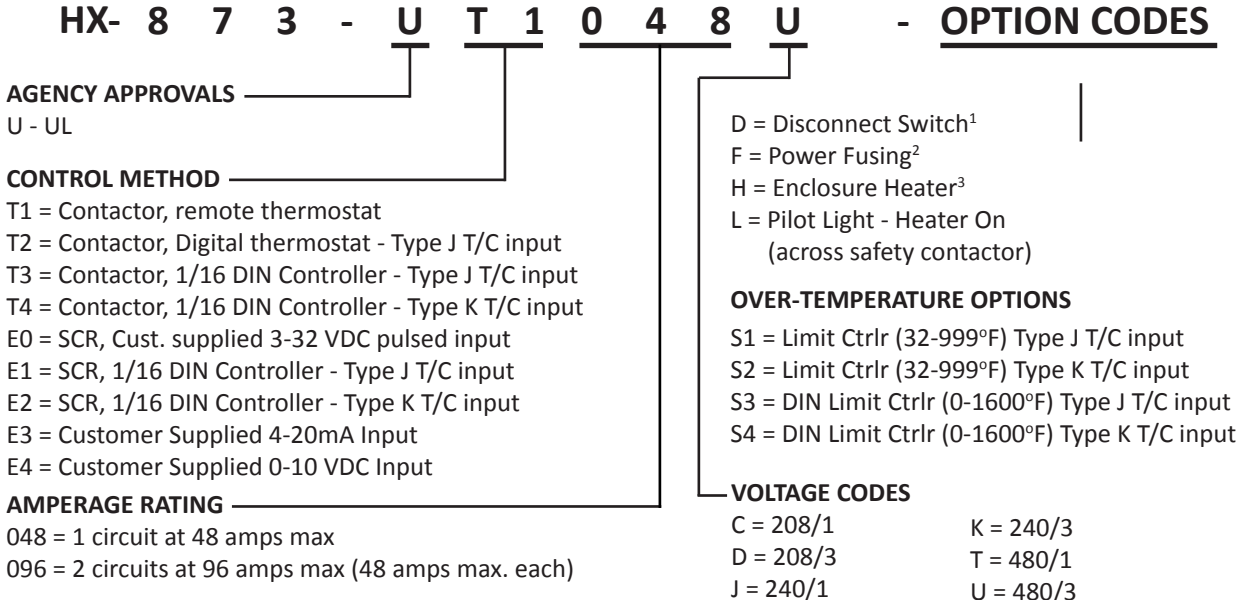 HX- 8 7 3 - U T 1 0 4 8 U - OPTION CODES
AGENCY APPROVALS
U - UL
CONTROL METHOD
T1 = Contactor, remote thermostat
T2 = Contactor, Digital thermostat - Type J T/C input
T3 = Contactor, 1/16 DIN Controller - Type J T/C input
T4 = Contactor, 1/16 DIN Controller - Type K T/C input
E0 = SCR, Cust. supplied 3-32 VDC pulsed input
E1 = SCR, 1/16 DIN Controller - Type J T/C input
E2 = SCR, 1/16 DIN Controller - Type K T/C input
E3 = Customer Supplied 4-20mA Input
E4 = Customer Supplied 0-10 VDC Input
AMPERAGE RATING
048 = 1 circuit at 48 amps max
096 = 2 circuits at 96 amps max (48 amps max. each)
D = Disconnect Switch¹
F = Power Fusing²
H = Enclosure Heater³
L = Pilot Light - Heater On
(across safety contactor)
OVER-TEMPERATURE OPTIONS
S1 = Limit Ctrlr (32-999°F) Type J T/C input
S2 = Limit Ctrlr (32-999°F) Type K T/C input
S3 = DIN Limit Ctrlr (0-1600°F) Type J T/C input
S4 = DIN Limit Ctrlr (0-1600°F) Type K T/C input
VOLTAGE CODES
C = 208/1
D = 208/3
J = 240/1
K = 240/3
T = 480/1
U = 480/3